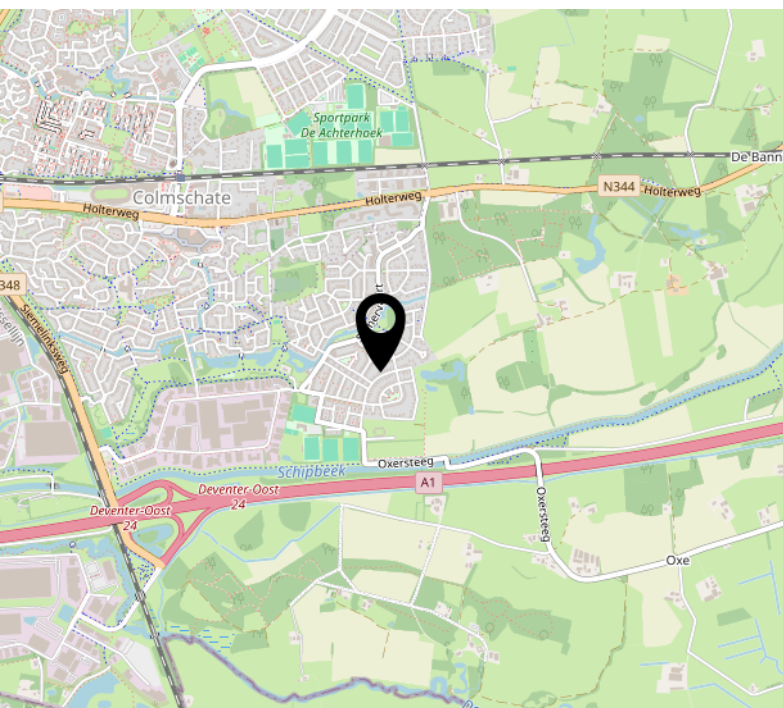 Sportpark
De Achterhoek
De Bann
N344
Holterweg
Colmschate
Holterweg
Holterweg
348
Siemelinksweg
Oxersteeg
Schipbeek
A1
Deventer-Oost
24
Deventer-Oost
24
Oxersteeg
Oxe